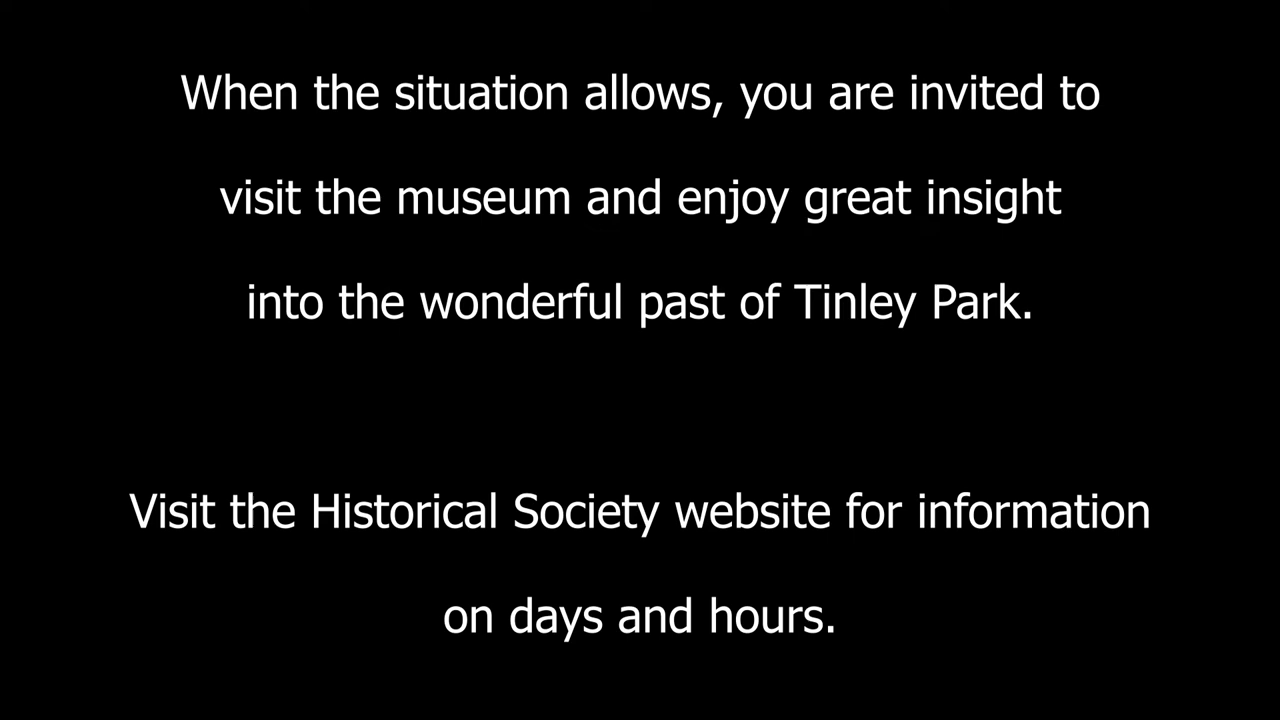 When the situation allows, you are invited to
visit the museum and enjoy great insight
into the wonderful past of Tinley Park.
Visit the Historical Society website for information
on days and hours.